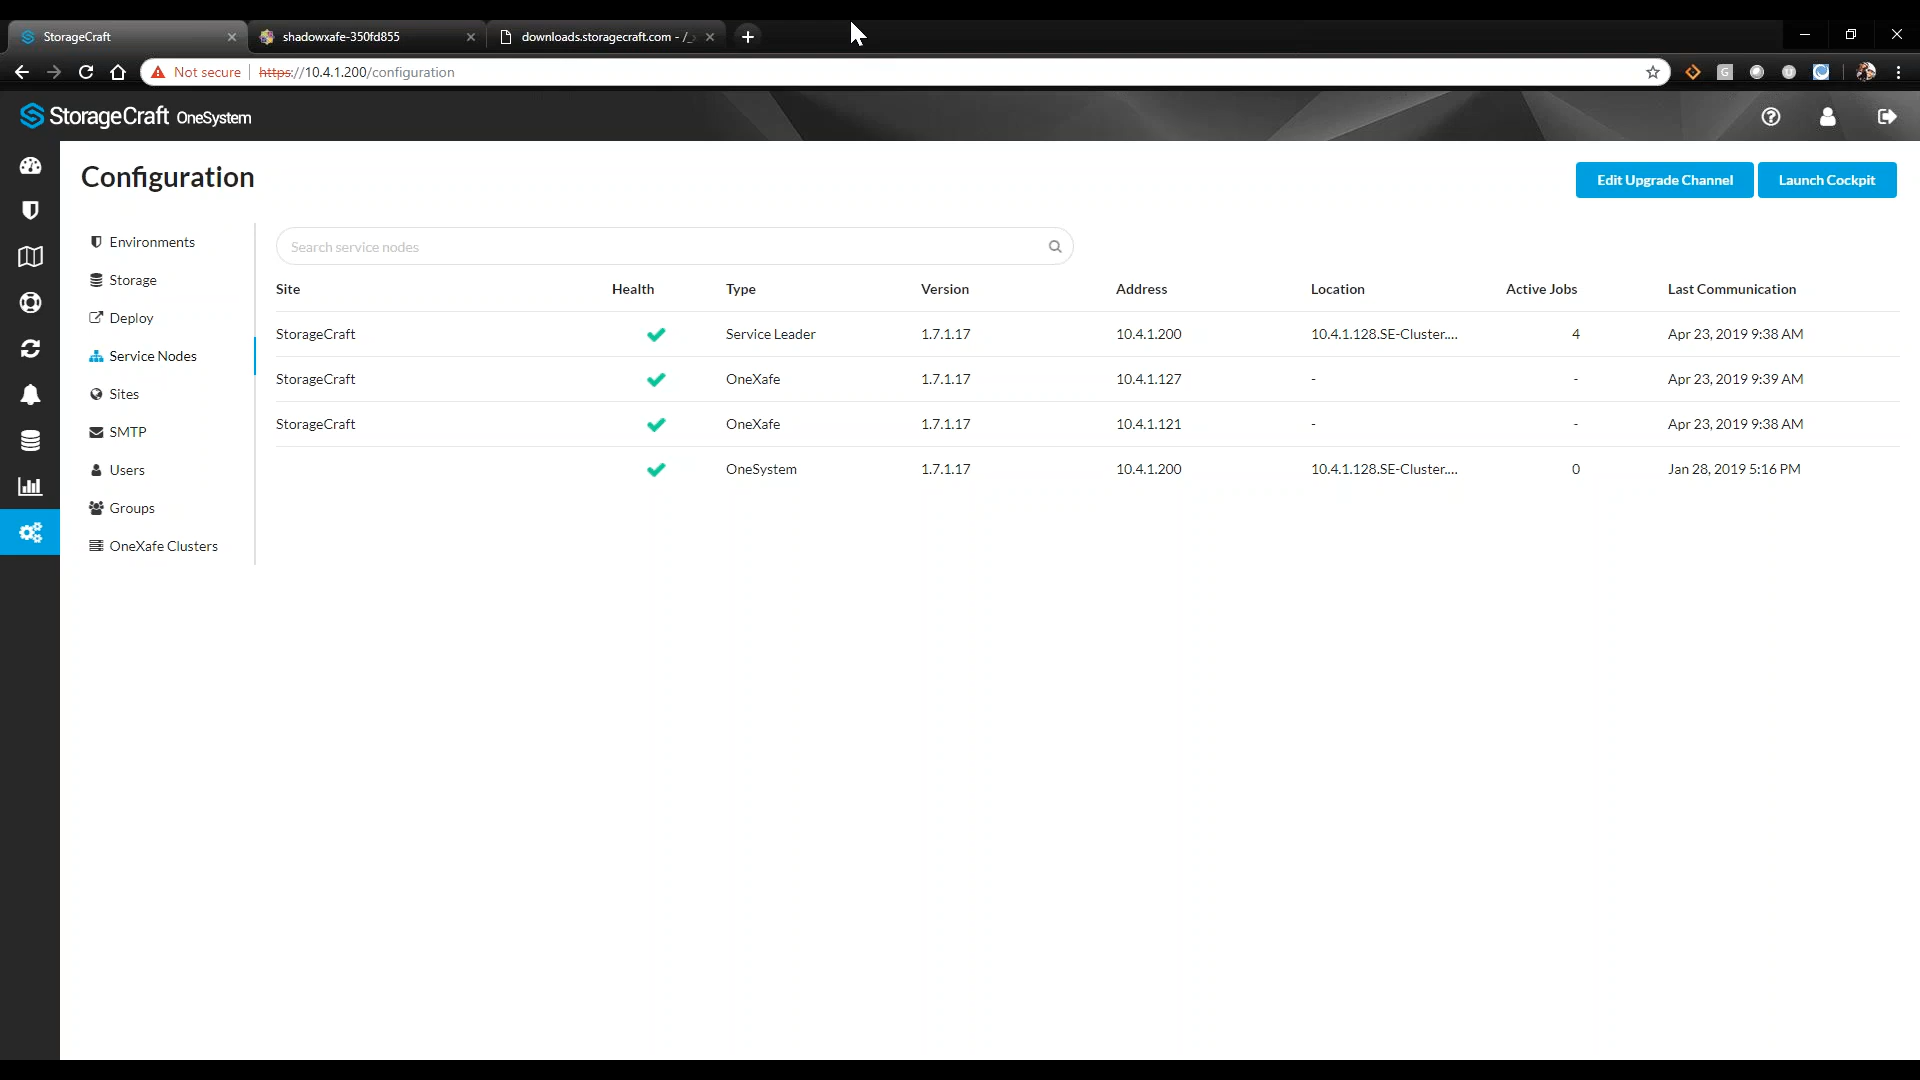 StorageCraft
shadowxafe-350fd855
downloads.storagecraft.com - /_
Not secure
https://10.4.1.200/configuration
StorageCraft OneSystem
Configuration
Edit Upgrade Channel
Launch Cockpit
Environments
Storage
Deploy
Service Nodes
Sites
SMTP
Users
Groups
OneXafe Clusters
Search service nodes
Site Health Type Version Address Location Active Jobs Last Communication
StorageCraft Service Leader 1.7.1.17 10.4.1.200 10.4.1.128.SE-Cluster.... 4 Apr 23, 2019 9:38 AM
StorageCraft OneXafe 1.7.1.17 10.4.1.127 - - Apr 23, 2019 9:39 AM
StorageCraft OneXafe 1.7.1.17 10.4.1.121 - - Apr 23, 2019 9:38 AM
OneSystem 1.7.1.17 10.4.1.200 10.4.1.128.SE-Cluster.... 0 Jan 28, 2019 5:16 PM